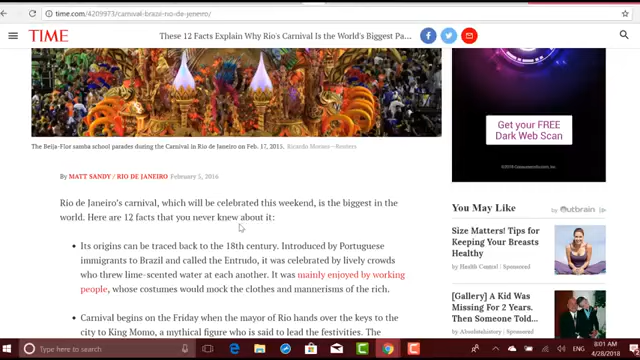 time.com/4209973/carnival-brazil-rio-de-janeiro/
TIME
These 12 Facts Explain Why Rio's Carnival Is the World's Biggest Pa...
Get your FREE
Dark Web Scan
The Beija-Flor samba school parades during the Carnival in Rio de Janeiro on Feb. 17, 2015. Ricardo Moraes—Reuters
By MATT SANDY / RIO DE JANEIRO February 5, 2016
Rio de Janeiro's carnival, which will be celebrated this weekend, is the biggest in the
world. Here are 12 facts that you never knew about it:
Its origins can be traced back to the 18th century. Introduced by Portuguese
immigrants to Brazil and called the Entrudo, it was celebrated by lively crowds
who threw lime-scented water at each another. It was mainly enjoyed by working
people, whose costumes would mock the clothes and mannerisms of the rich.
Carnival begins on the Friday when the mayor of Rio hands over the keys to the
city to King Momo, a mythical figure who is said to lead the festivities. The
You May Like
by Outbrain
Size Matters! Tips for
Keeping Your Breasts
Healthy
by Health Central | Sponsored
[Gallery] A Kid Was
Missing For 2 Years.
Then Someone Told...
by Absolutehistory | Sponsored
Type here to search
ENG
8:01 AM
4/28/2018